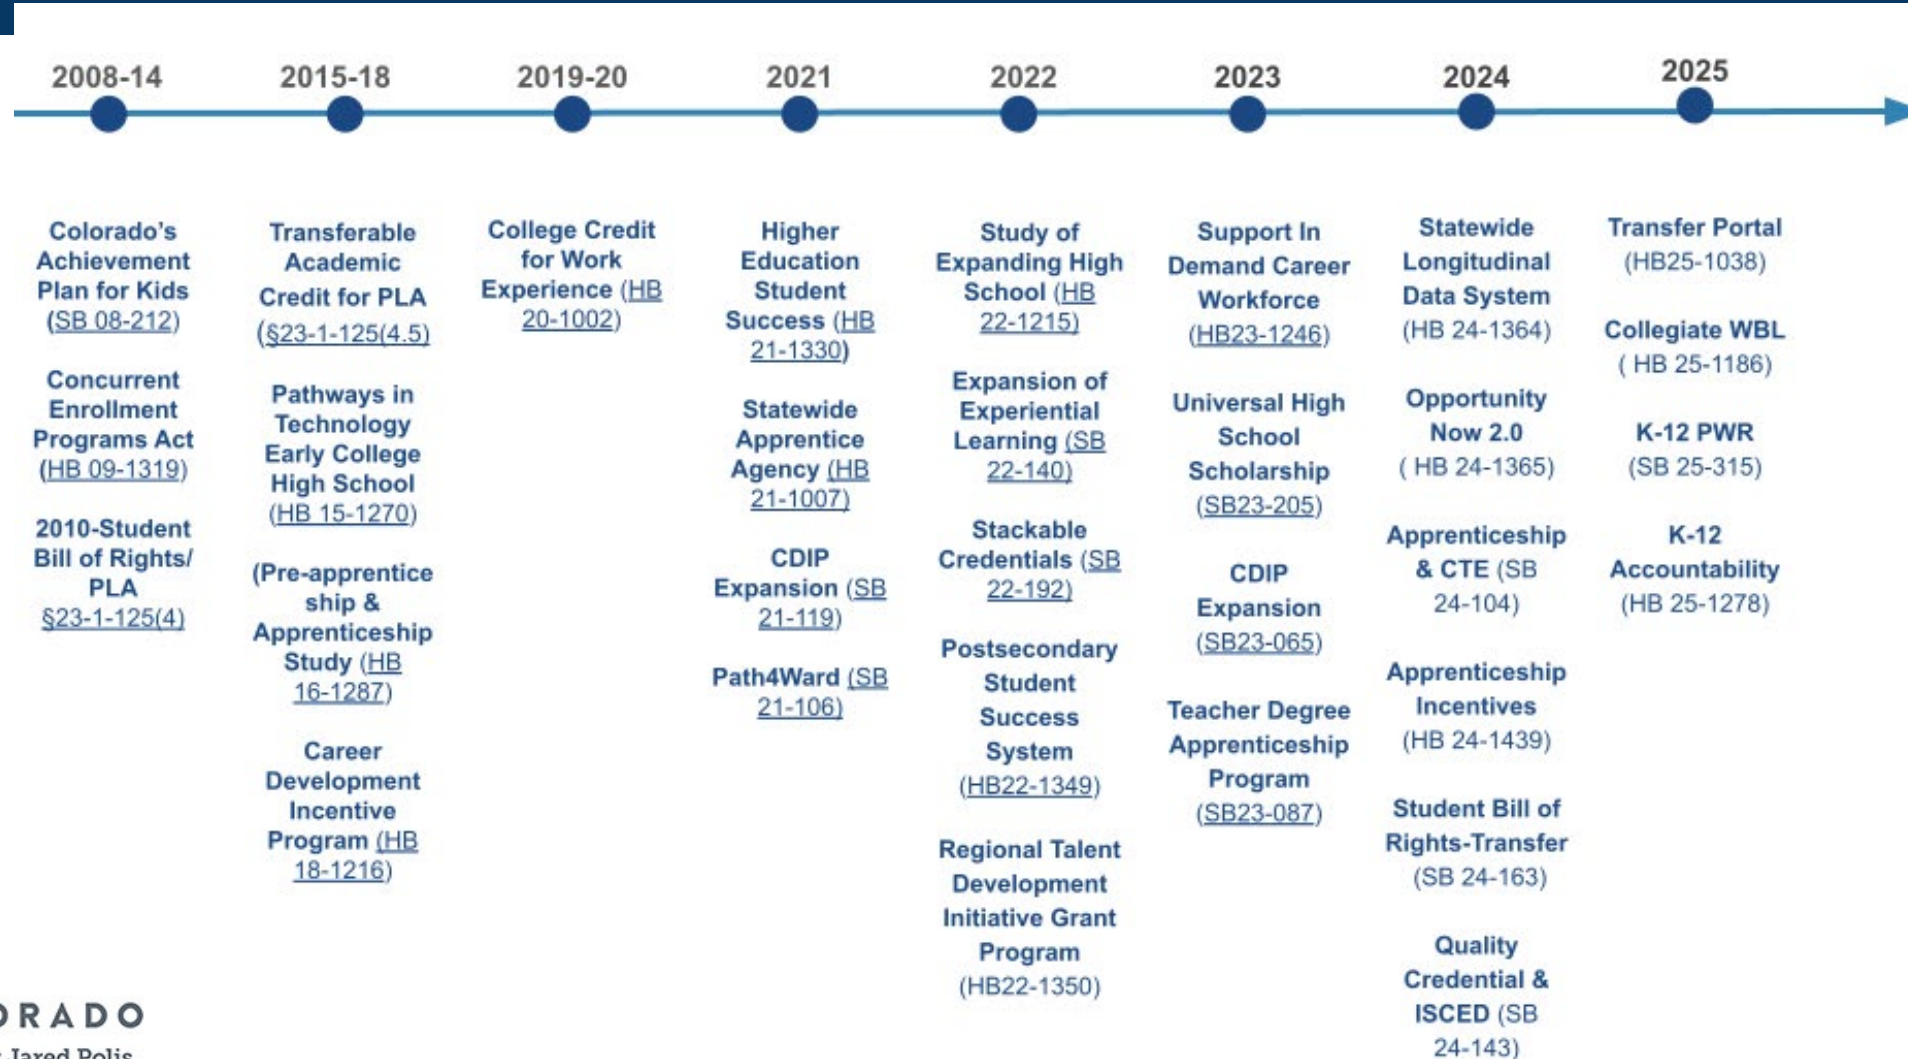 2008-14
2015-18
2019-20
2021
2022
2023
2024
2025
Colorado's
Achievement
Plan for Kids
(SB 08-212)
Concurrent
Enrollment
Programs Act
(HB 09-1319)
2010-Student
Bill of Rights/
PLA
§23-1-125(4)
Transferable
Academic
Credit for PLA
(§23-1-125(4.5)
Pathways in
Technology
Early College
High School
(HB 15-1270)
(Pre-apprentice
ship &
Apprenticeship
Study (HB
16-1287)
Career
Development
Incentive
Program (HB
18-1216)
College Credit
for Work
Experience (HB
20-1002)
Higher
Education
Student
Success (HB
21-1330)
Statewide
Apprentice
Agency (HB
21-1007)
CDIP
Expansion (SB
21-119)
Path4Ward (SB
21-106)
Study of
Expanding High
School (HB
22-1215)
Expansion of
Experiential
Learning (SB
22-140)
Stackable
Credentials (SB
22-192)
Postsecondary
Student
Success
System
(HB22-1349)
Regional Talent
Development
Initiative Grant
Program
(HB22-1350)
Support In
Demand Career
Workforce
(HB23-1246)
Universal High
School
Scholarship
(SB23-205)
CDIP
Expansion
(SB23-065)
Teacher Degree
Apprenticeship
Program
(SB23-087)
Statewide
Longitudinal
Data System
(HB 24-1364)
Opportunity
Now 2.0
( HB 24-1365)
Apprenticeship
& CTE (SB
24-104)
Apprenticeship
Incentives
(HB 24-1439)
Student Bill of
Rights-Transfer
(SB 24-163)
Quality
Credential &
ISCED (SB
24-143)
Transfer Portal
(HB25-1038)
Collegiate WBL
( HB 25-1186)
K-12 PWR
(SB 25-315)
K-12
Accountability
(HB 25-1278)
ORADO
Jared Polis